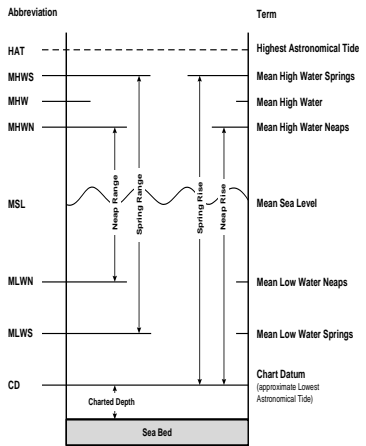 Abbreviation Term
HAT Highest Astronomical Tide
MHWS Mean High Water Springs
MHW Mean High Water
MHWN Mean High Water Neaps
Neap Range
Spring Range
Spring Rise
Neap Rise
MSL Mean Sea Level
MLWN Mean Low Water Neaps
MLWS Mean Low Water Springs
CD Chart Datum
(approximate Lowest
Astronomical Tide)
Charted Depth
Sea Bed